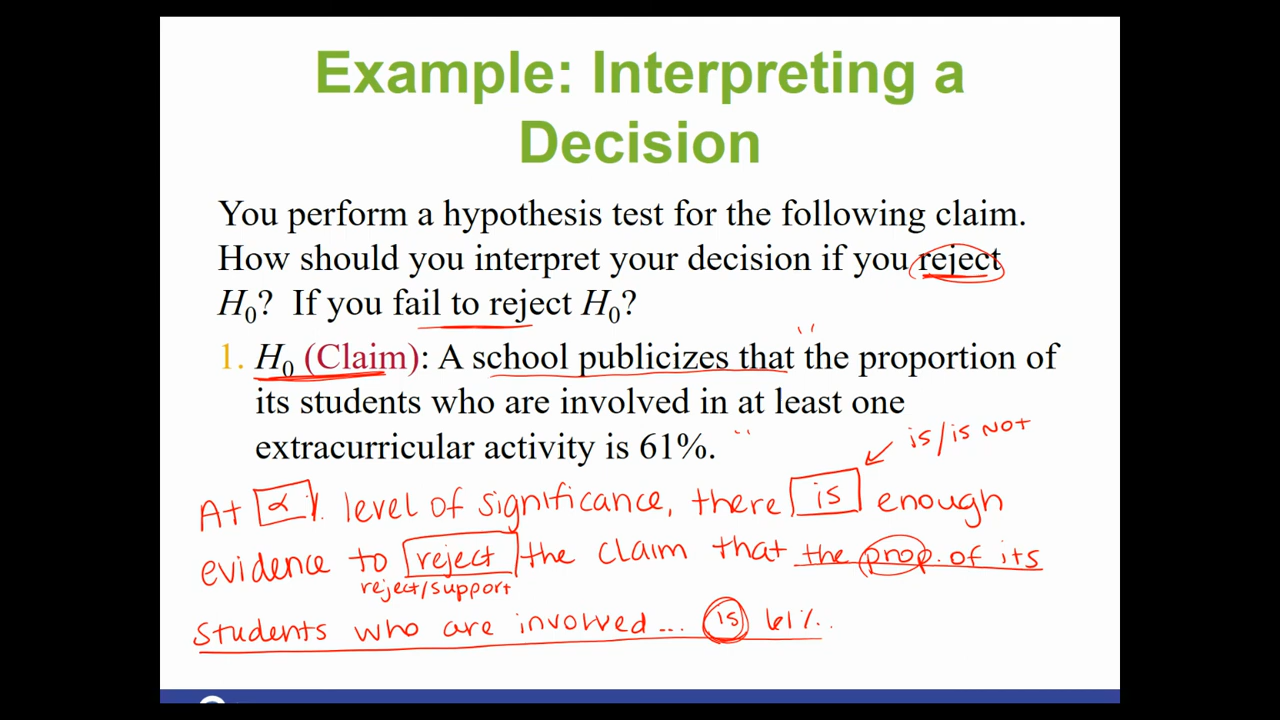 Example: Interpreting a
Decision
You perform a hypothesis test for the following claim.
How should you interpret your decision if you reject
H₀? If you fail to reject H₀?
1. H₀ (Claim): A school publicizes that "the proportion of
its students who are involved in at least one
extracurricular activity is 61%."
is/is not
At α% level of significance, there is enough
evidence to reject the claim that the prop. of its
reject/support
students who are involved... is 61%.